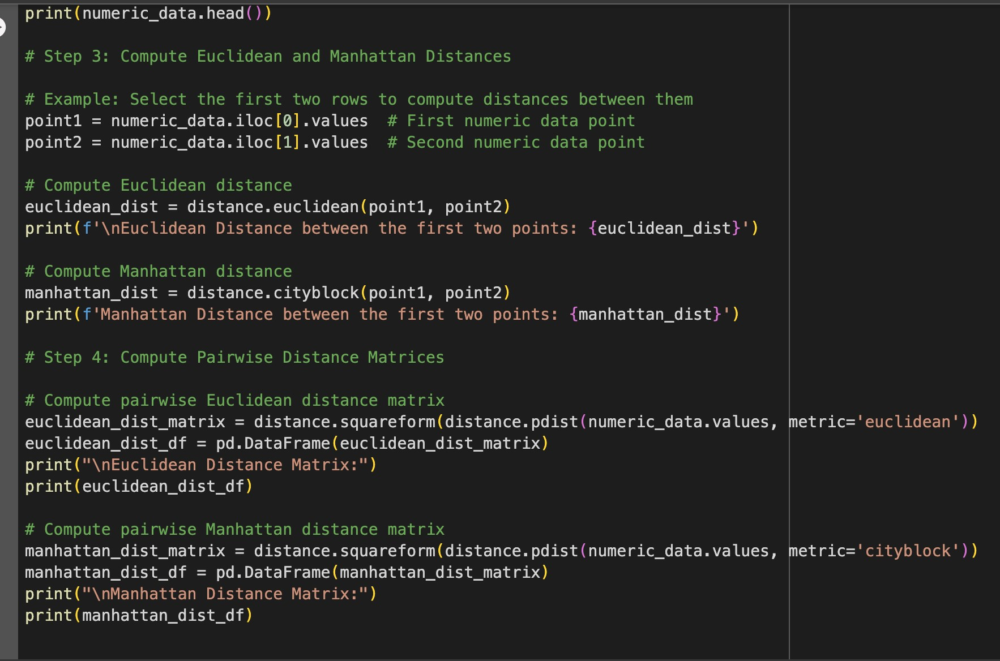 print(numeric_data.head())
# Step 3: Compute Euclidean and Manhattan Distances
# Example: Select the first two rows to compute distances between them
point1 = numeric_data.iloc[0].values  # First numeric data point
point2 = numeric_data.iloc[1].values  # Second numeric data point
# Compute Euclidean distance
euclidean_dist = distance.euclidean(point1, point2)
print(f'\nEuclidean Distance between the first two points: {euclidean_dist}')
# Compute Manhattan distance
manhattan_dist = distance.cityblock(point1, point2)
print(f'Manhattan Distance between the first two points: {manhattan_dist}')
# Step 4: Compute Pairwise Distance Matrices
# Compute pairwise Euclidean distance matrix
euclidean_dist_matrix = distance.squareform(distance.pdist(numeric_data.values, metric='euclidean'))
euclidean_dist_df = pd.DataFrame(euclidean_dist_matrix)
print("\nEuclidean Distance Matrix:")
print(euclidean_dist_df)
# Compute pairwise Manhattan distance matrix
manhattan_dist_matrix = distance.squareform(distance.pdist(numeric_data.values, metric='cityblock'))
manhattan_dist_df = pd.DataFrame(manhattan_dist_matrix)
print("\nManhattan Distance Matrix:")
print(manhattan_dist_df)